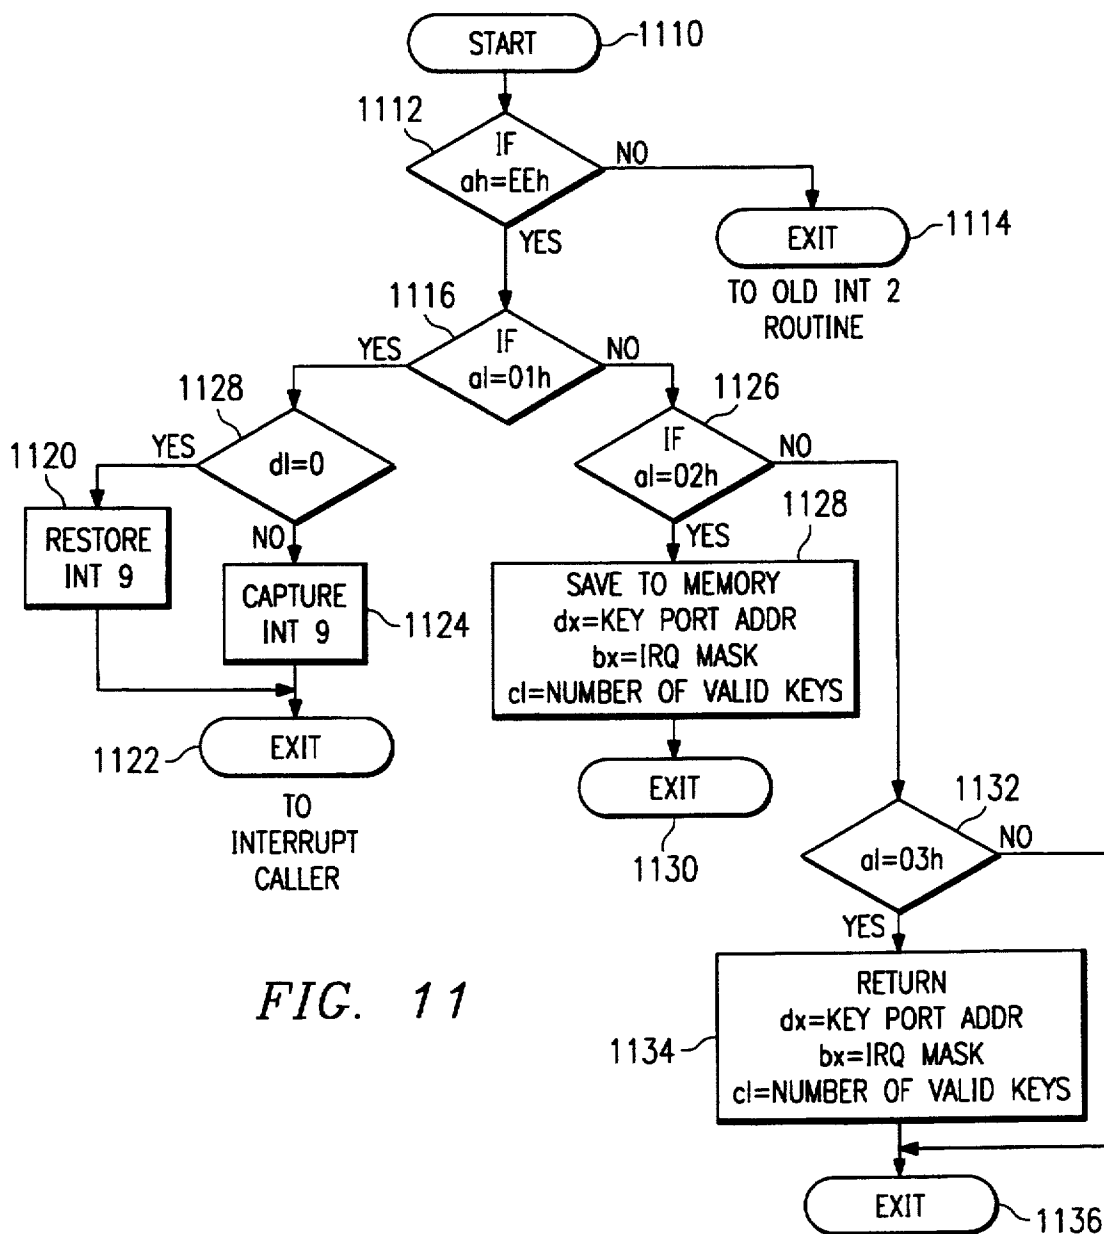 START
1110
1112
IF
ah=EEh
NO
YES
EXIT
1114
TO OLD INT 2
ROUTINE
1116
IF
al=01h
YES
NO
1128
dl=0
YES
NO
1120
RESTORE
INT 9
CAPTURE
INT 9
1124
EXIT
1122
TO
INTERRUPT
CALLER
1126
IF
al=02h
NO
YES
1128
SAVE TO MEMORY
dx=KEY PORT ADDR
bx=IRQ MASK
cl=NUMBER OF VALID KEYS
EXIT
1130
1132
al=03h
NO
YES
RETURN
dx=KEY PORT ADDR
bx=IRQ MASK
cl=NUMBER OF VALID KEYS
1134
EXIT
1136
FIG. 11